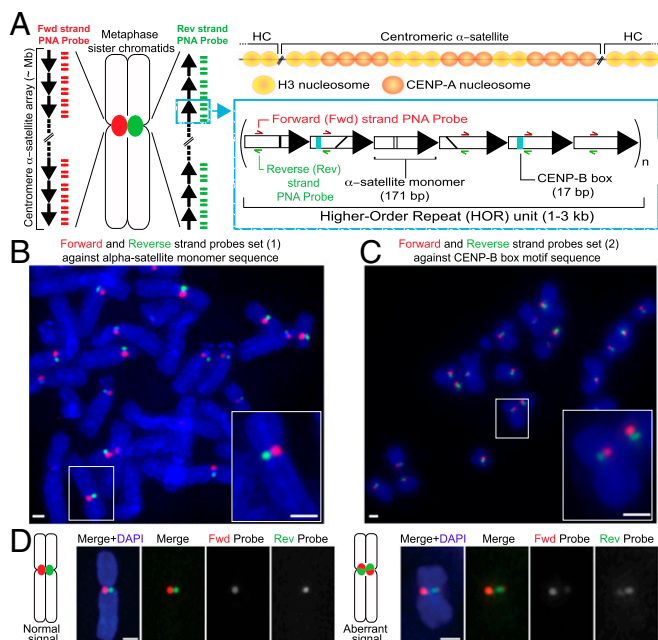 A
Fwd strand
PNA Probe
Metaphase
sister chromatids
Rev strand
PNA Probe
Centromere α-satellite array (~ Mb)
HC
Centromeric α-satellite
HC
H3 nucleosome
CENP-A nucleosome
Forward (Fwd) strand PNA Probe
Reverse (Rev)
strand
PNA Probe
α-satellite monomer
(171 bp)
CENP-B box
(17 bp)
n
Higher-Order Repeat (HOR) unit (1-3 kb)
B
Forward and Reverse strand probes set (1)
against alpha-satellite monomer sequence
C
Forward and Reverse strand probes set (2)
against CENP-B box motif sequence
D
Merge+DAPI
Merge
Fwd Probe
Rev Probe
Normal
signal
Merge+DAPI
Merge
Fwd Probe
Rev Probe
Aberrant
signal